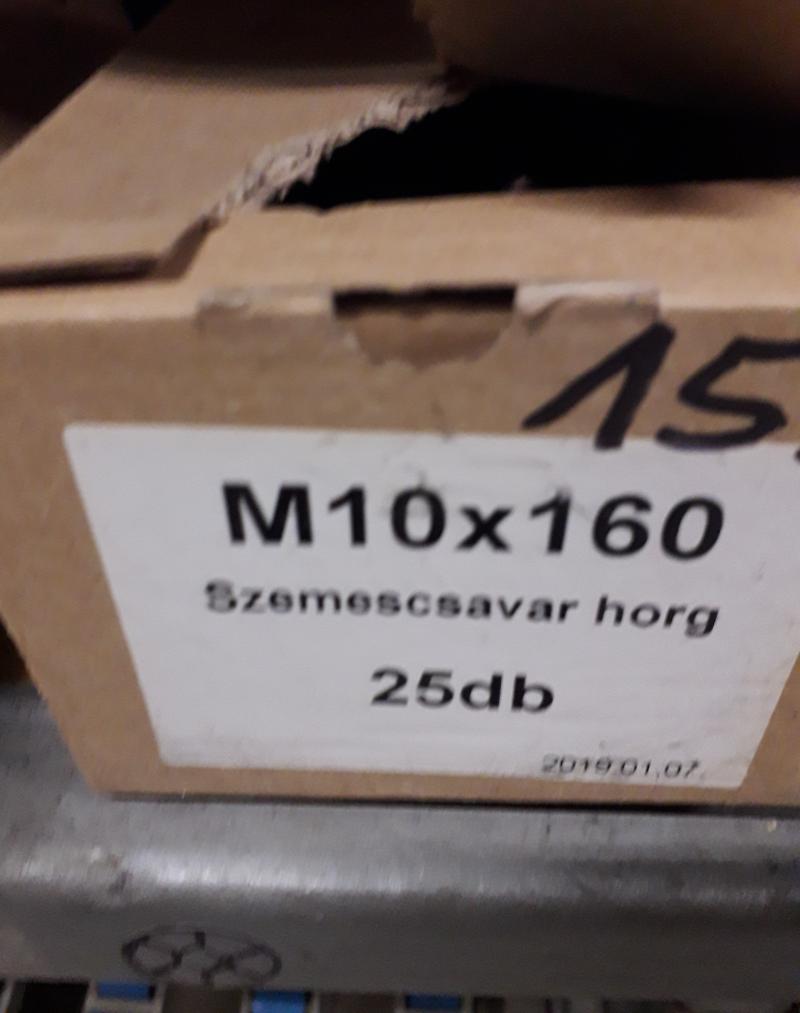 15.
M10x160
Szemescsavar horg
25db
2019.01.07.